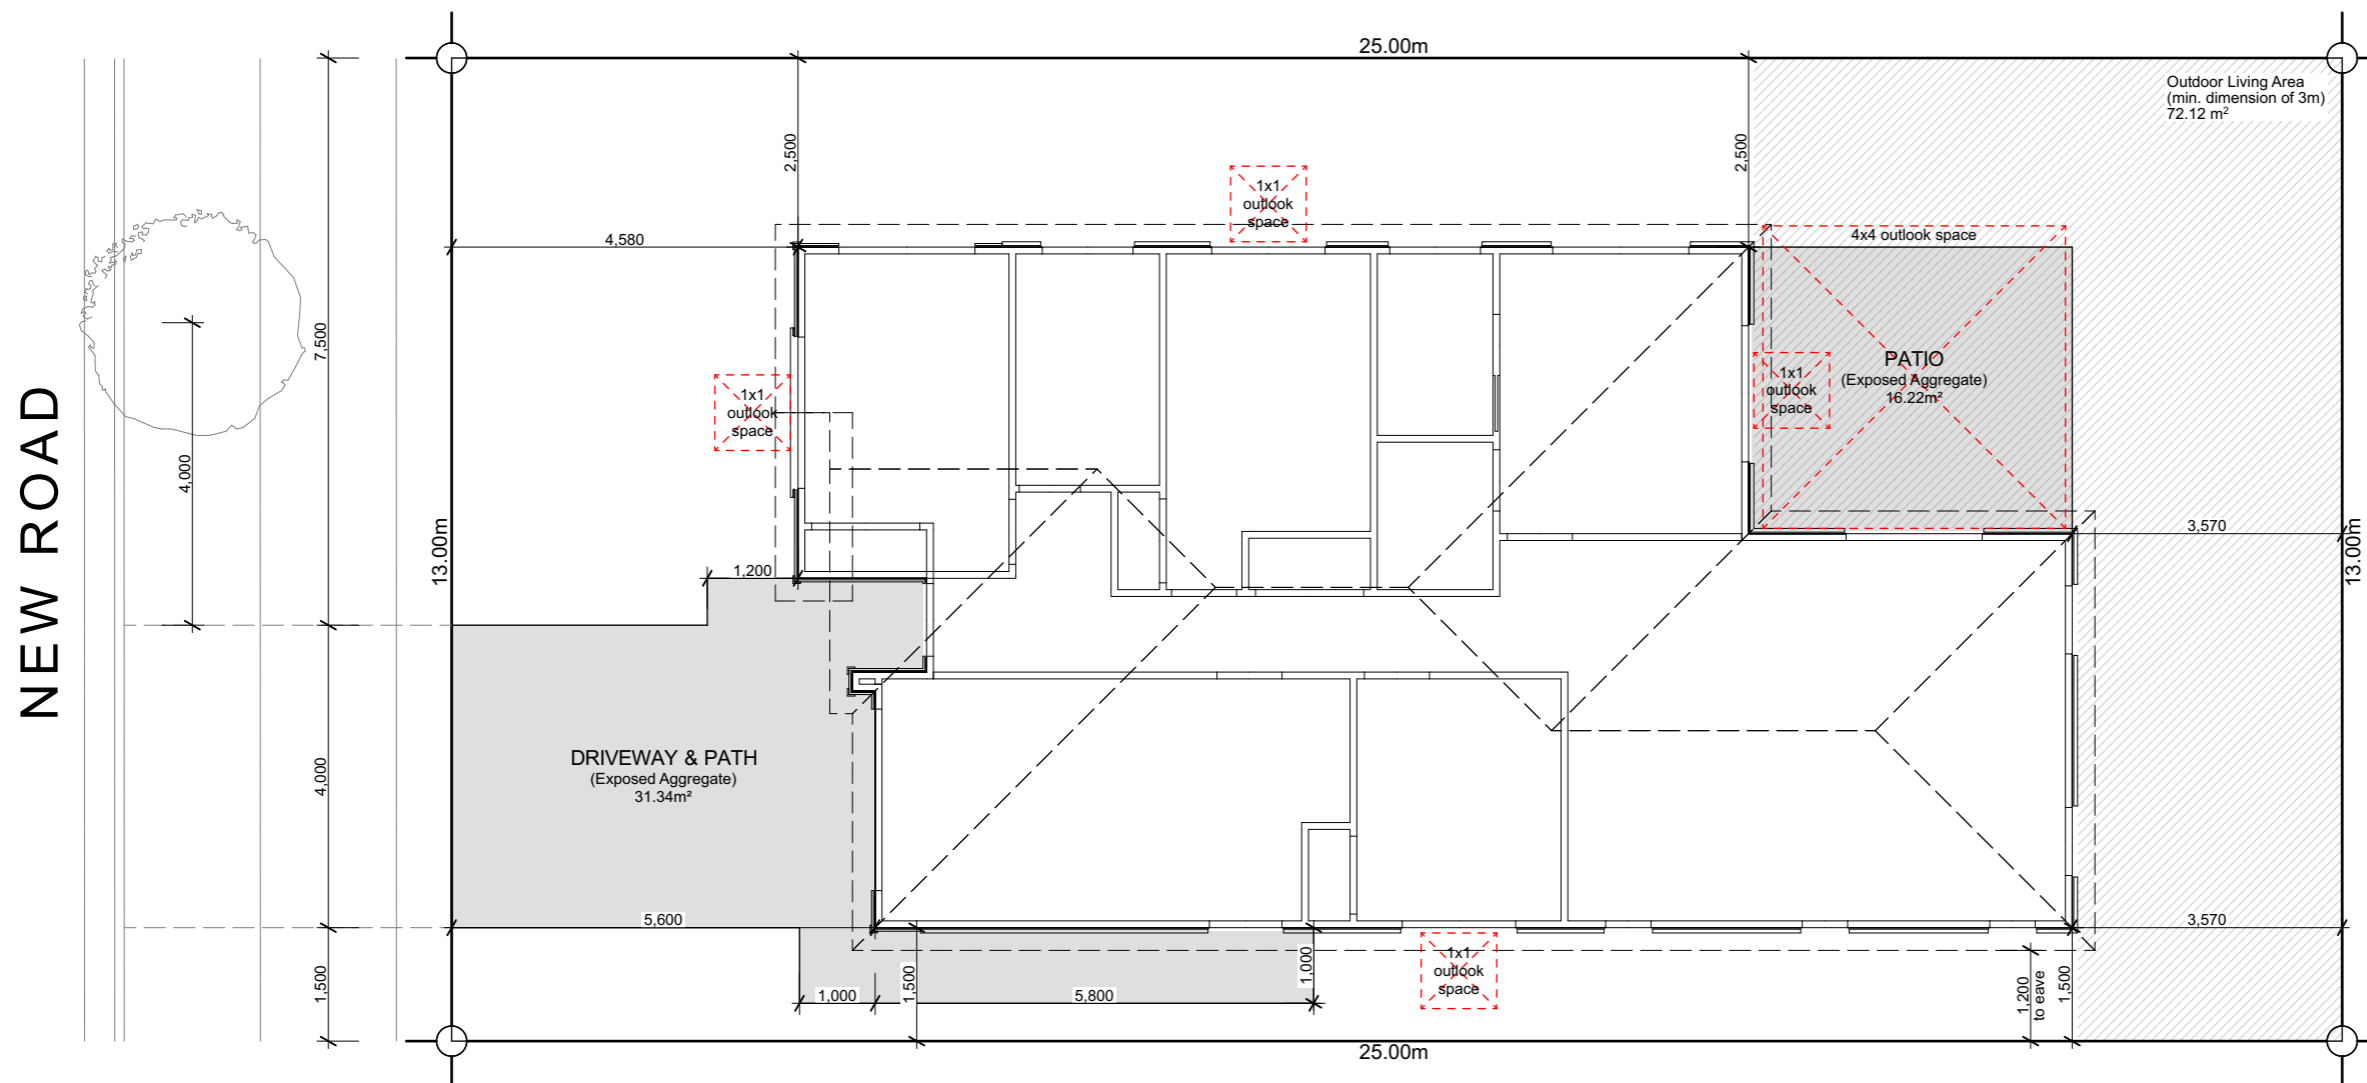 25.00m
Outdoor Living Area
(min. dimension of 3m)
72.12 m²
2,500
2,500
1x1
outlook
space
4,580
4x4 outlook space
7,500
4,000
NEW ROAD
1x1
outlook
space
PATIO
(Exposed Aggregate)
16.22m²
1x1
outlook
space
13.00m
3,570
13.00m
1,200
DRIVEWAY & PATH
(Exposed Aggregate)
31.34m²
4,000
5,600
3,570
1,500
1,000
1,500
5,800
1,000
1x1
outlook
space
1,200
to eave
1,500
25.00m